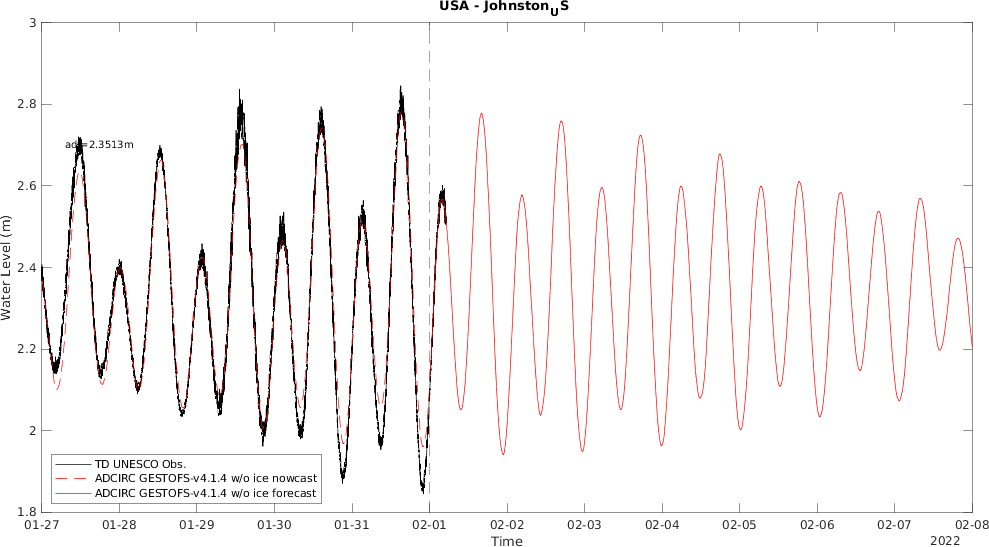 USA - Johnston_US
3
2.8
2.6
2.4
2.2
2
1.8
Water Level (m)
=2.3513m
TD UNESCO Obs.
ADCIRC GESTOFS-v4.1.4 w/o ice nowcast
ADCIRC GESTOFS-v4.1.4 w/o ice forecast
01-27 01-28 01-29 01-30 01-31 02-01 02-02 02-03 02-04 02-05 02-06 02-07 02-08
Time
2022